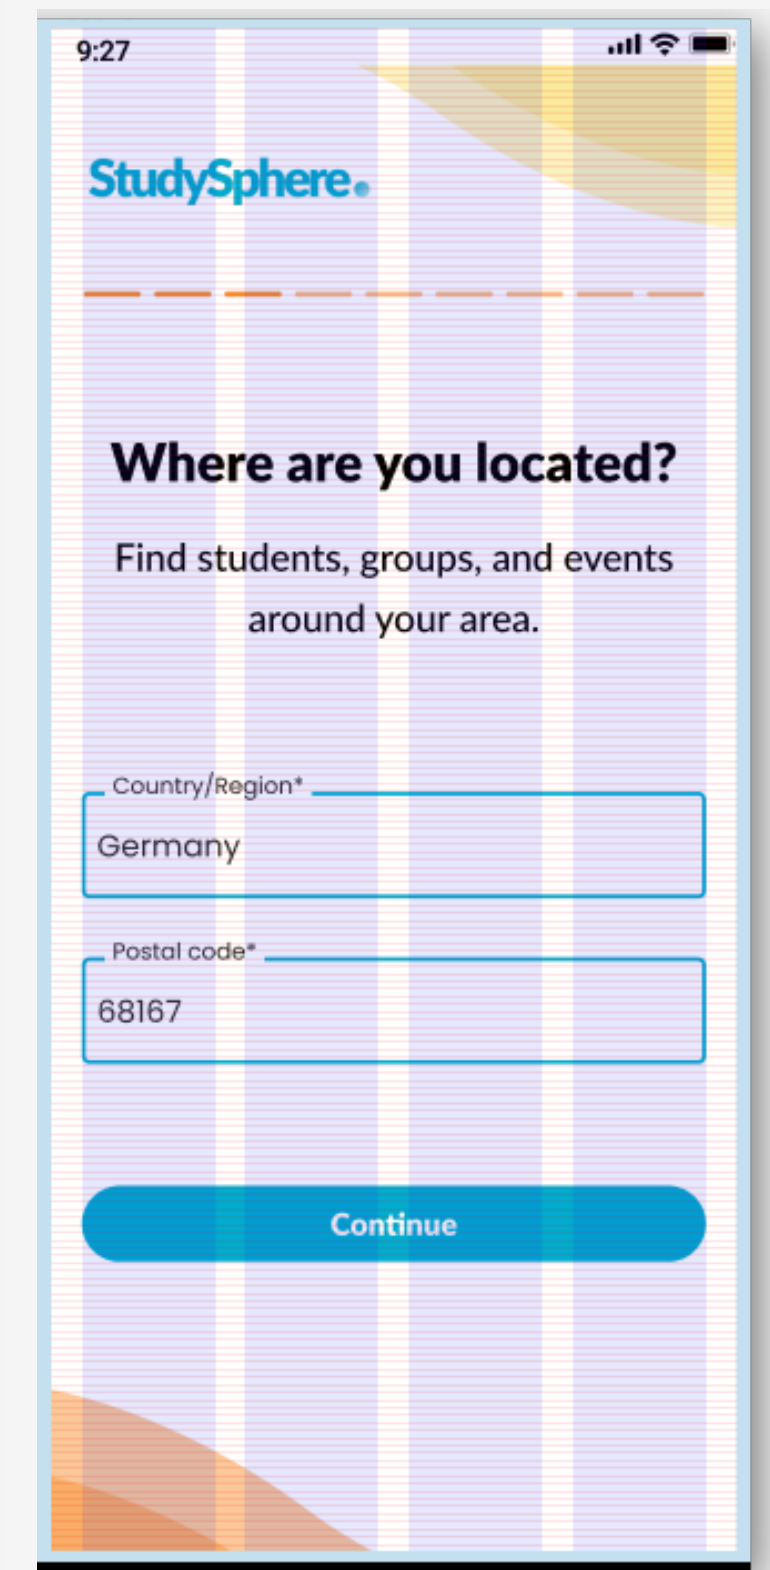 9:27
StudySphere
Where are you located?
Find students, groups, and events
around your area.
Country/Region*
Germany
Postal code*
68167
Continue